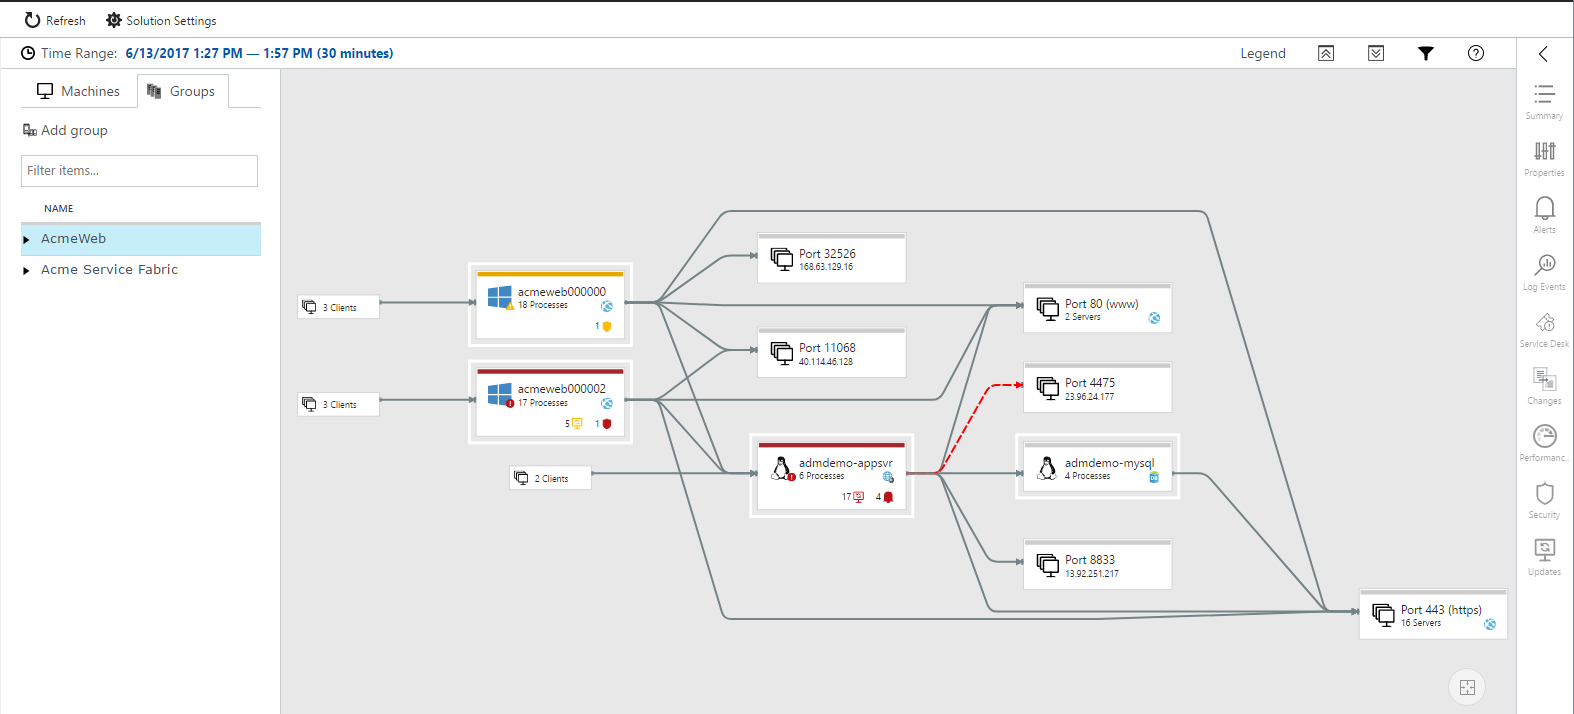 Refresh
Solution Settings
Time Range: 6/13/2017 1:27 PM — 1:57 PM (30 minutes)
Legend
Machines
Groups
Add group
Filter items...
NAME
AcmeWeb
Acme Service Fabric
3 Clients
acmeweb000000
18 Processes
1
3 Clients
acmeweb000002
17 Processes
5
1
2 Clients
Port 32526
168.63.129.16
Port 11068
40.114.46.128
admdemo-appsvr
6 Processes
17
4
Port 80 (www)
2 Servers
Port 4475
23.96.24.177
admdemo-mysql
4 Processes
DB
Port 8833
13.92.251.217
Port 443 (https)
16 Servers
Summary
Properties
Alerts
Log Events
Service Desk
Changes
Performanc..
Security
Updates